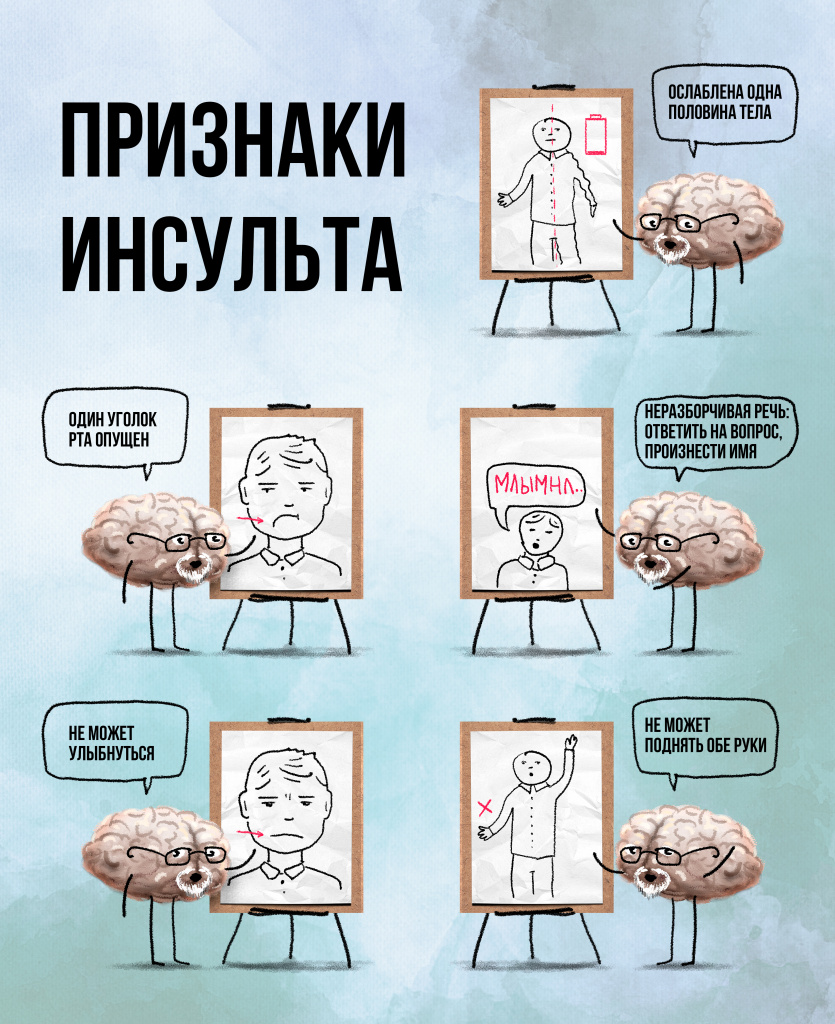 ПРИЗНАКИ
ИНСУЛЬТА
ОСЛАБЛЕНА ОДНА
ПОЛОВИНА ТЕЛА
ОДИН УГОЛОК
РТА ОПУЩЕН
НЕРАЗБОРЧИВАЯ РЕЧЬ:
ОТВЕТИТЬ НА ВОПРОС,
ПРОИЗНЕСТИ ИМЯ
МЛЫМНЛ..
НЕ МОЖЕТ
УЛЫБНУТЬСЯ
НЕ МОЖЕТ
ПОДНЯТЬ ОБЕ РУКИ